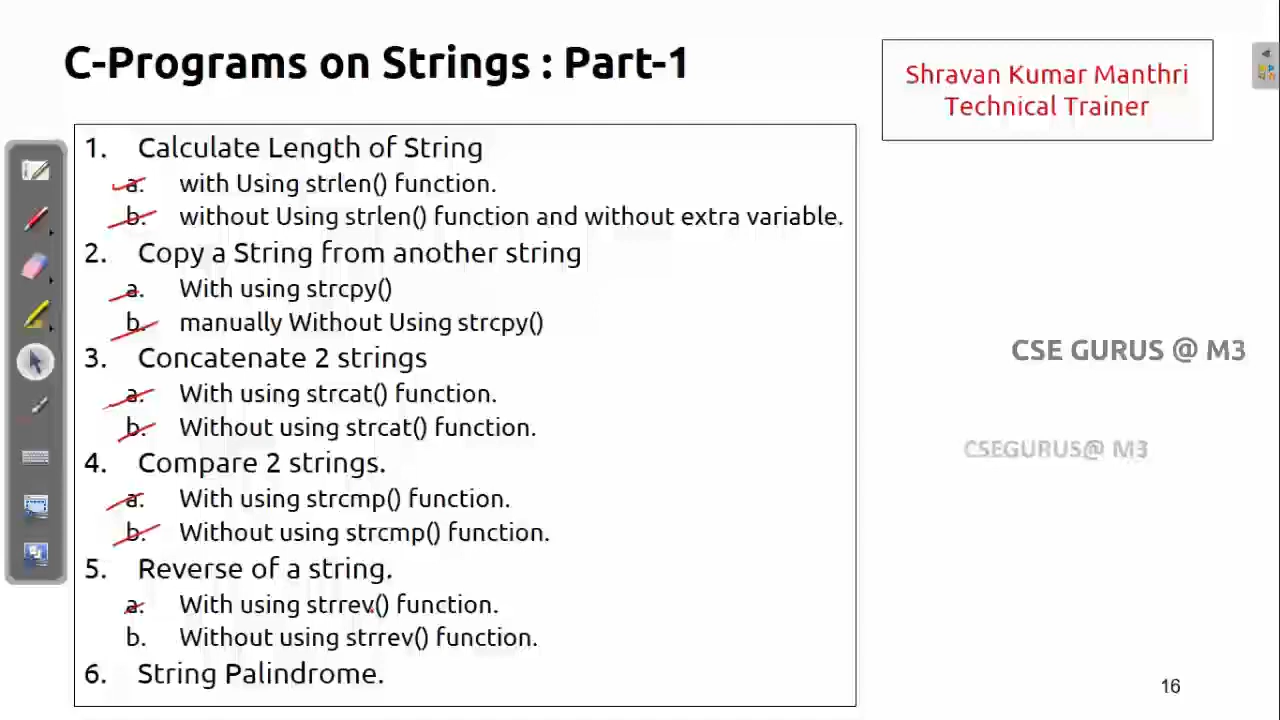 C-Programs on Strings : Part-1
Shravan Kumar Manthri
Technical Trainer
1. Calculate Length of String
a. with Using strlen() function.
b. without Using strlen() function and without extra variable.
2. Copy a String from another string
a. With using strcpy()
b. manually Without Using strcpy()
3. Concatenate 2 strings
a. With using strcat() function.
b. Without using strcat() function.
4. Compare 2 strings.
a. With using strcmp() function.
b. Without using strcmp() function.
5. Reverse of a string.
a. With using strrev() function.
b. Without using strrev() function.
6. String Palindrome.
CSE GURUS @ M3
CSEGURUS@ M3
16